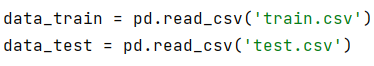 data_train = pd.read_csv('train.csv')
data_test = pd.read_csv('test.csv')